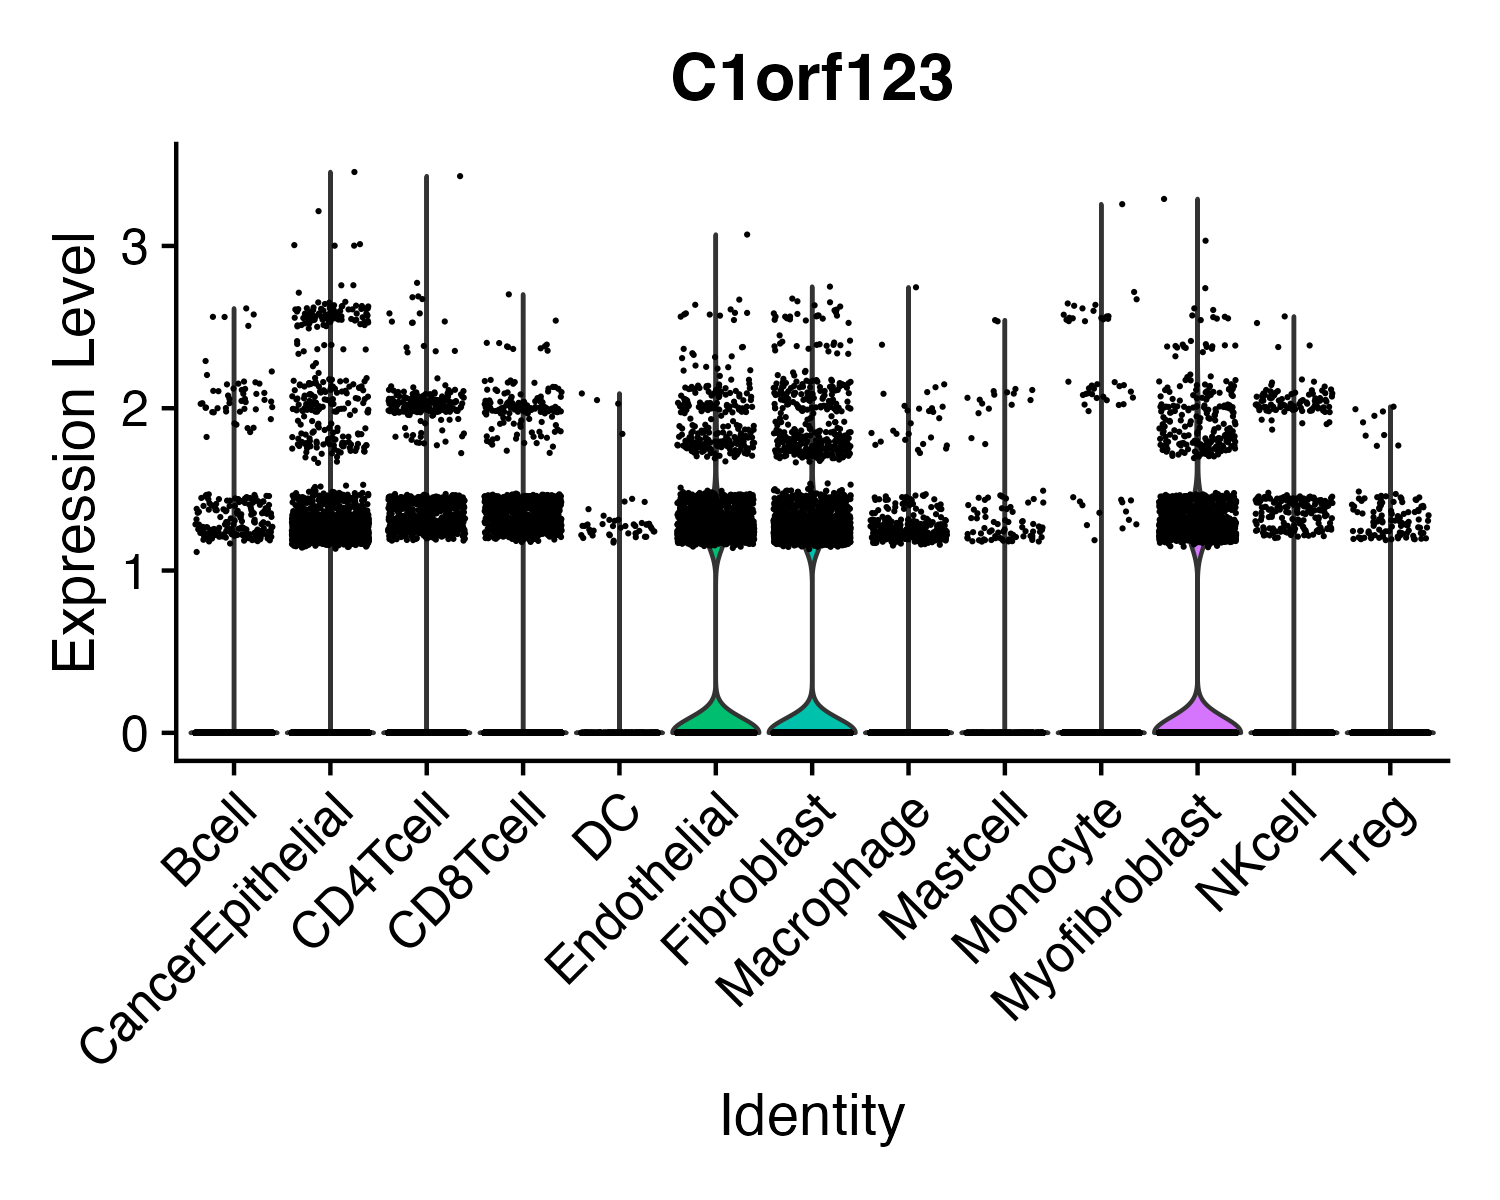 C1orf123
Expression Level
3
2
1
0
Bcell
CancerEpithelial
CD4Tcell
CD8Tcell
DC
Endothelial
Fibroblast
Macrophage
Mastcell
Monocyte
Myofibroblast
NKcell
Treg
Identity